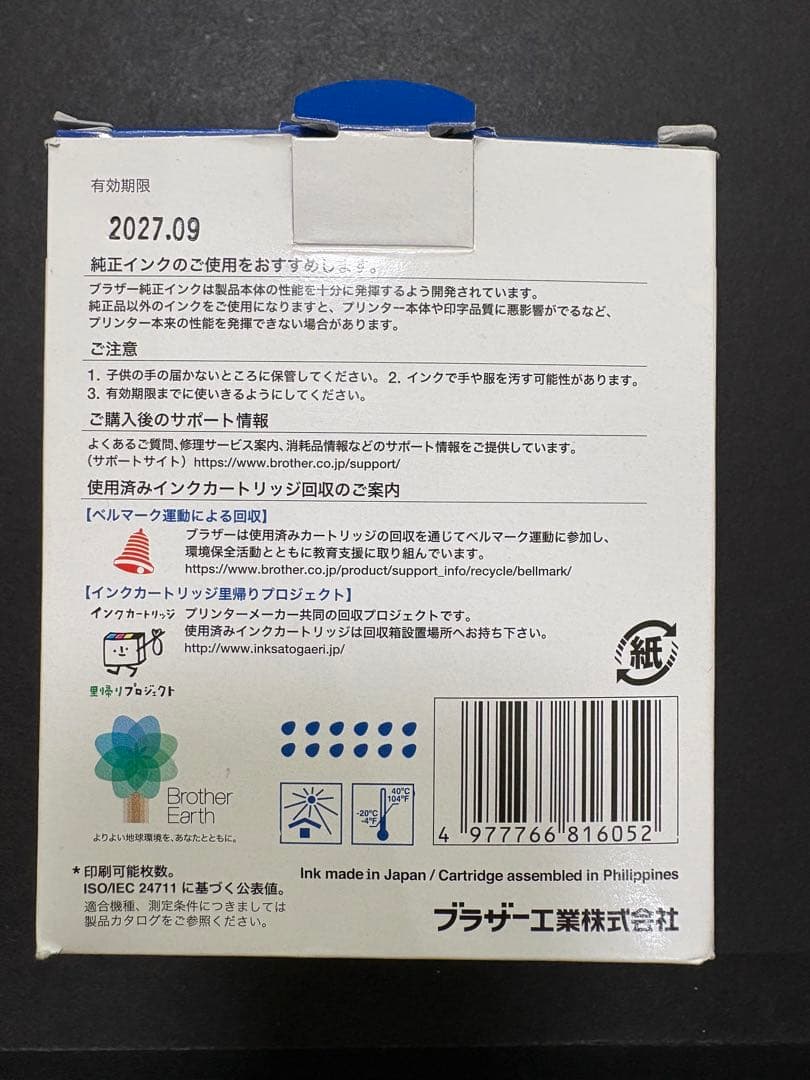 有効期限
2027.09
純正インクのご使用をおすすめします。
ブラザー純正インクは製品本体の性能を十分に発揮するよう開発されています。
純正品以外のインクをご使用になりますと、プリンター本体や印字品質に悪影響がでるなど、
プリンター本来の性能を発揮できない場合があります。
ご注意
1. 子供の手の届かないところに保管してください。 2. インクで手や服を汚す可能性があります。
3. 有効期限までに使いきるようにしてください。
ご購入後のサポート情報
よくあるご質問、修理サービス案内、消耗品情報などのサポート情報をご提供しています。
（サポートサイト）https://www.brother.co.jp/support/
使用済みインクカートリッジ回収のご案内
【ベルマーク運動による回収】
ブラザーは使用済みカートリッジの回収を通じてベルマーク運動に参加し、
環境保全活動とともに教育支援に取り組んでいます。
https://www.brother.co.jp/product/support_info/recycle/bellmark/
【インクカートリッジ里帰りプロジェクト】
インクカートリッジ
里帰りプロジェクト
プリンターメーカー共同の回収プロジェクトです。
使用済みインクカートリッジは回収箱設置場所へお持ち下さい。
http://www.inksatogaeri.jp/
紙
Brother
Earth
よりよい地球環境を、あなたとともに。
-20°C
-4°F
40°C
104°F
4 977766 816052
* 印刷可能枚数。
ISO/IEC 24711 に基づく公表値。
適合機種、測定条件につきましては
製品カタログをご参照ください。
Ink made in Japan / Cartridge assembled in Philippines
ブラザー工業株式会社